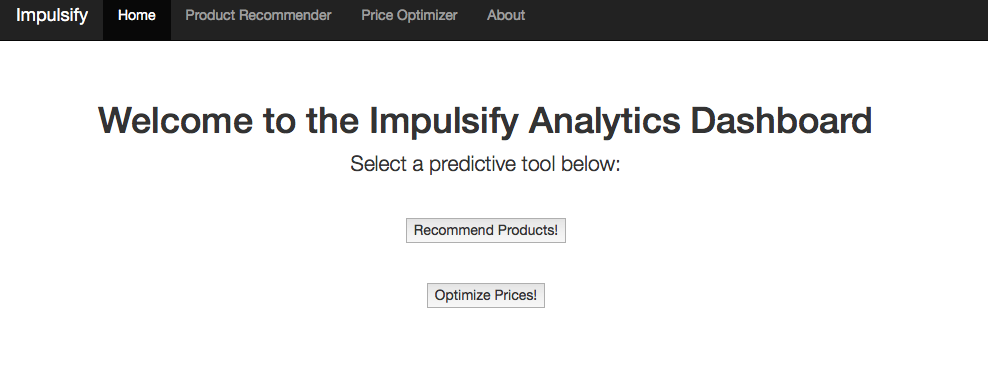 Impulsify Home Product Recommender Price Optimizer About
Welcome to the Impulsify Analytics Dashboard
Select a predictive tool below:
Recommend Products!
Optimize Prices!